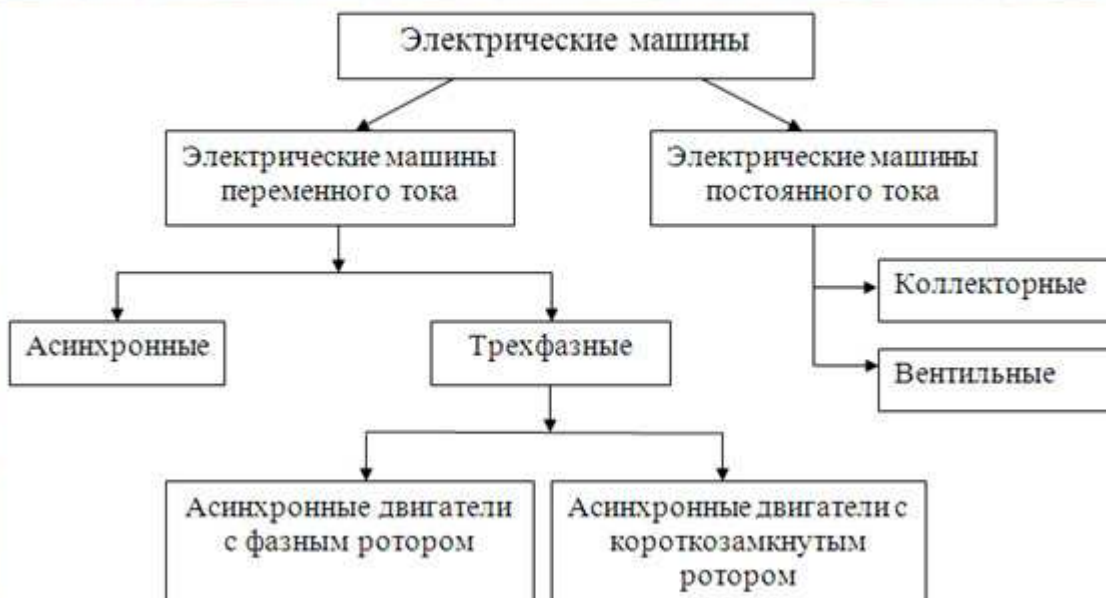 Электрические машины
Электрические машины
переменного тока
Электрические машины
постоянного тока
Коллекторные
Асинхронные
Трехфазные
Вентильные
Асинхронные двигатели
с фазным ротором
Асинхронные двигатели с
короткозамкнутым
ротором